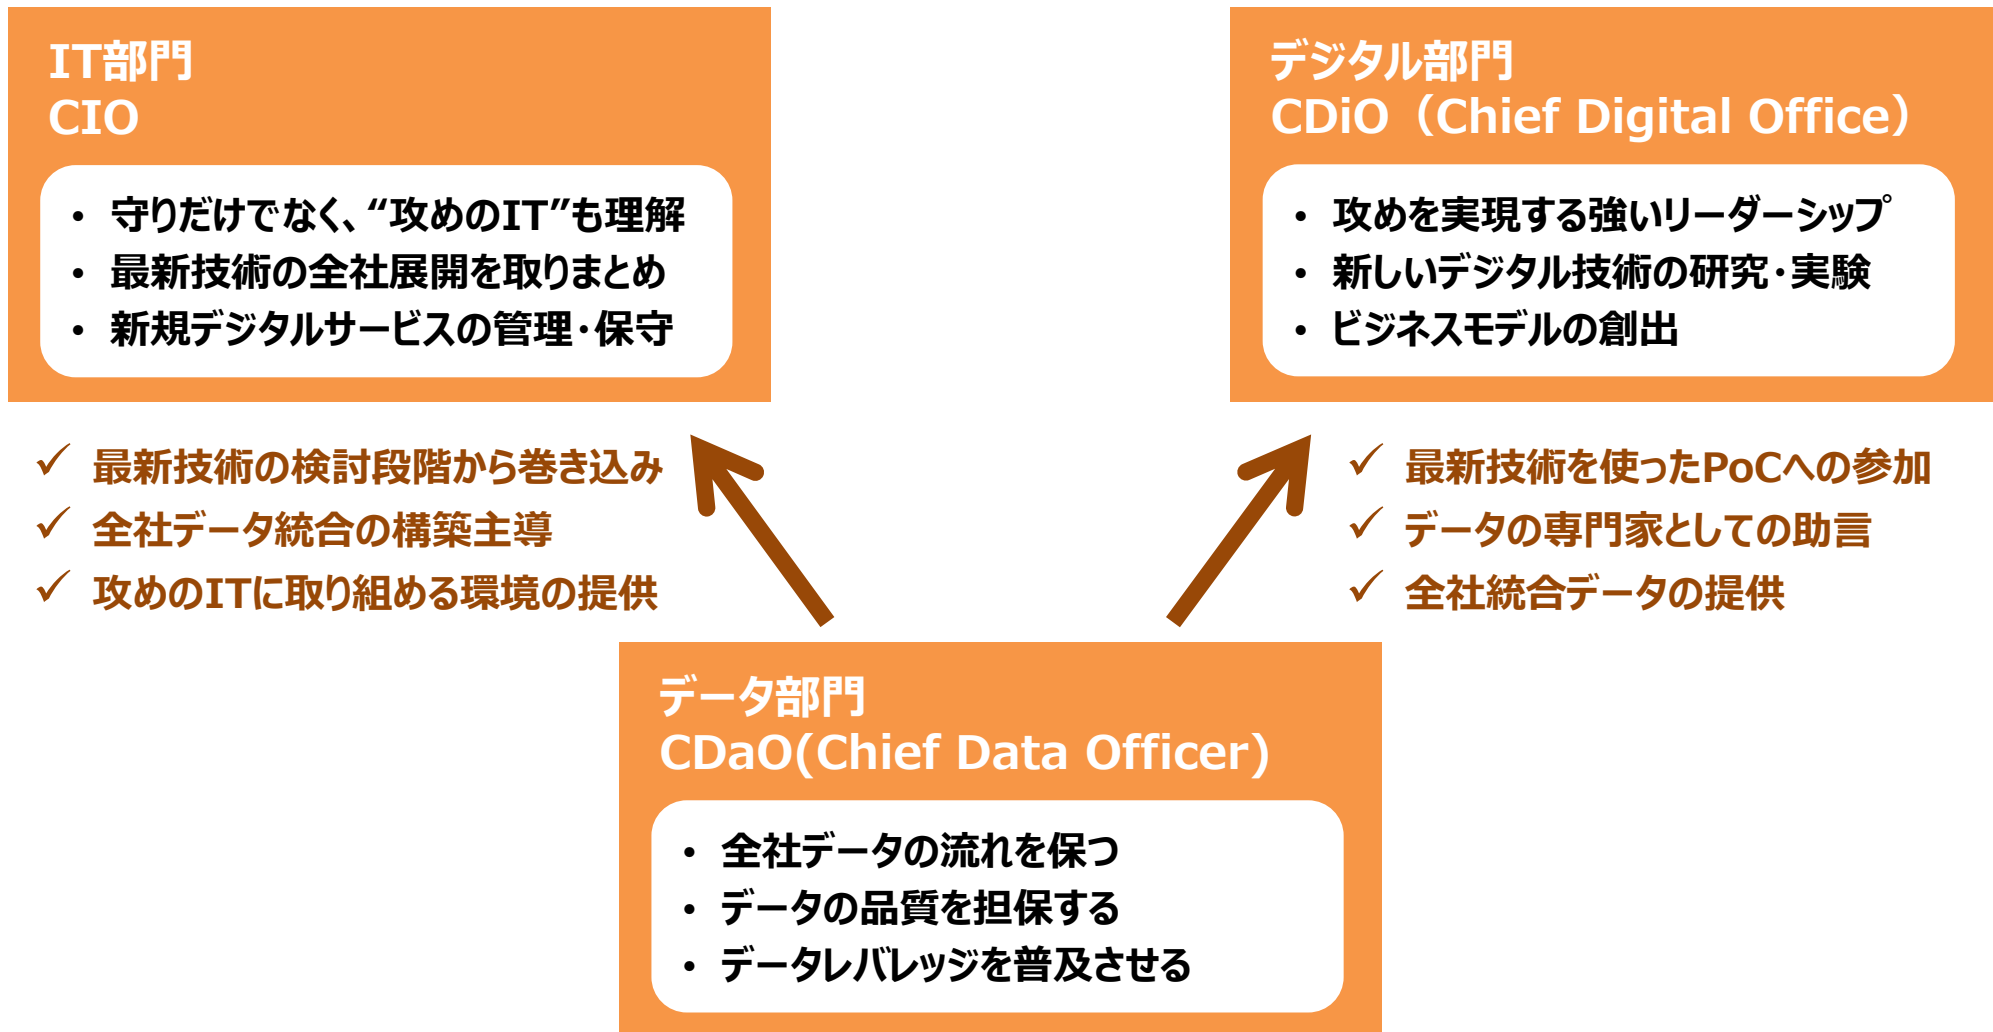 IT部門
CIO
• 守りだけでなく、“攻めのIT”も理解
• 最新技術の全社展開を取りまとめ
• 新規デジタルサービスの管理・保守
デジタル部門
CDiO（Chief Digital Office）
• 攻めを実現する強いリーダーシップ
• 新しいデジタル技術の研究・実験
• ビジネスモデルの創出
✓ 最新技術の検討段階から巻き込み
✓ 全社データ統合の構築主導
✓ 攻めのITに取り組める環境の提供
✓ 最新技術を使ったPoCへの参加
✓ データの専門家としての助言
✓ 全社統合データの提供
データ部門
CDaO(Chief Data Officer)
• 全社データの流れを保つ
• データの品質を担保する
• データレバレッジを普及させる